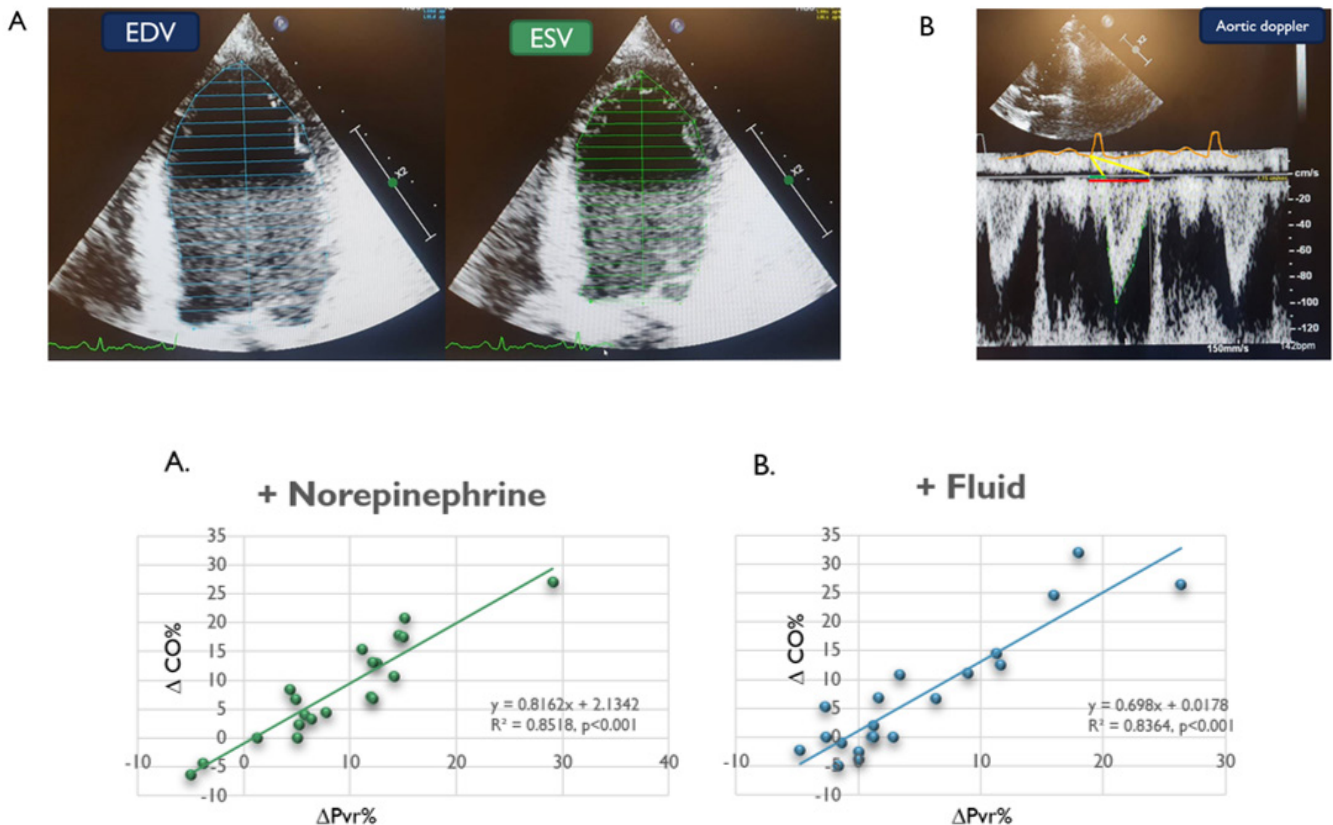 A
EDV
ESV
X2
X2
B
Aortic doppler
X2
cm/s
-20
-40
-60
-80
-100
-120
150mm/s
142bpm
A.
+ Norepinephrine
35
30
25
20
15
10
5
0
-5
-10
-10
0
10
20
30
40
Δ CO%
ΔPvr%
y = 0.8162x + 2.1342
R² = 0.8518, p<0.001
B.
+ Fluid
35
30
25
20
15
10
5
0
-5
-10
-10
0
10
20
30
Δ CO%
ΔPvr%
y = 0.698x + 0.0178
R² = 0.8364, p<0.001